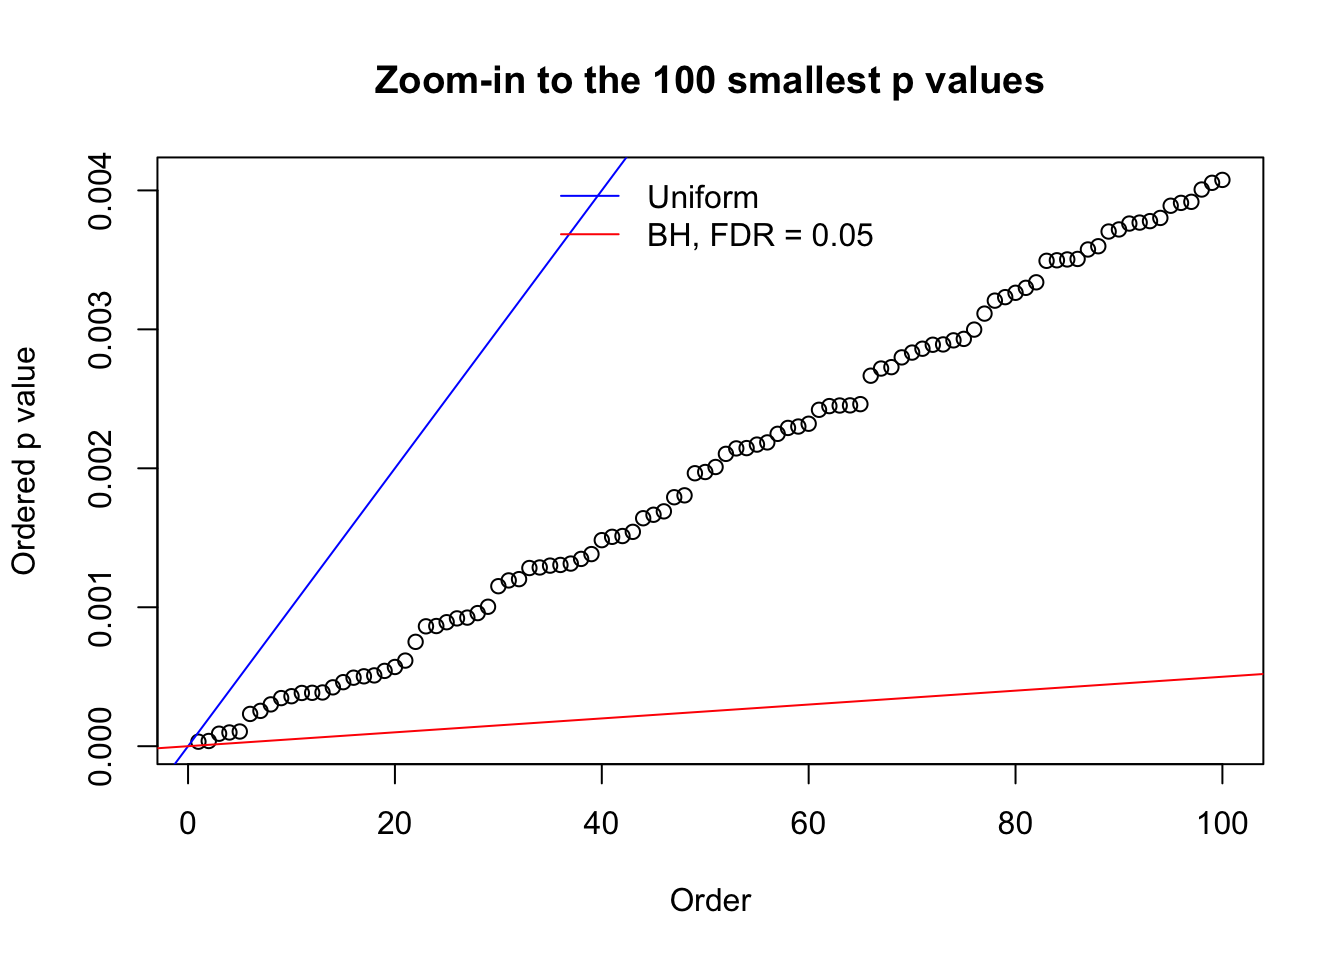 Zoom-in to the 100 smallest p values
Uniform
BH, FDR = 0.05
Ordered p value
0.004
0.003
0.002
0.001
0.000
0 20 40 60 80 100
Order